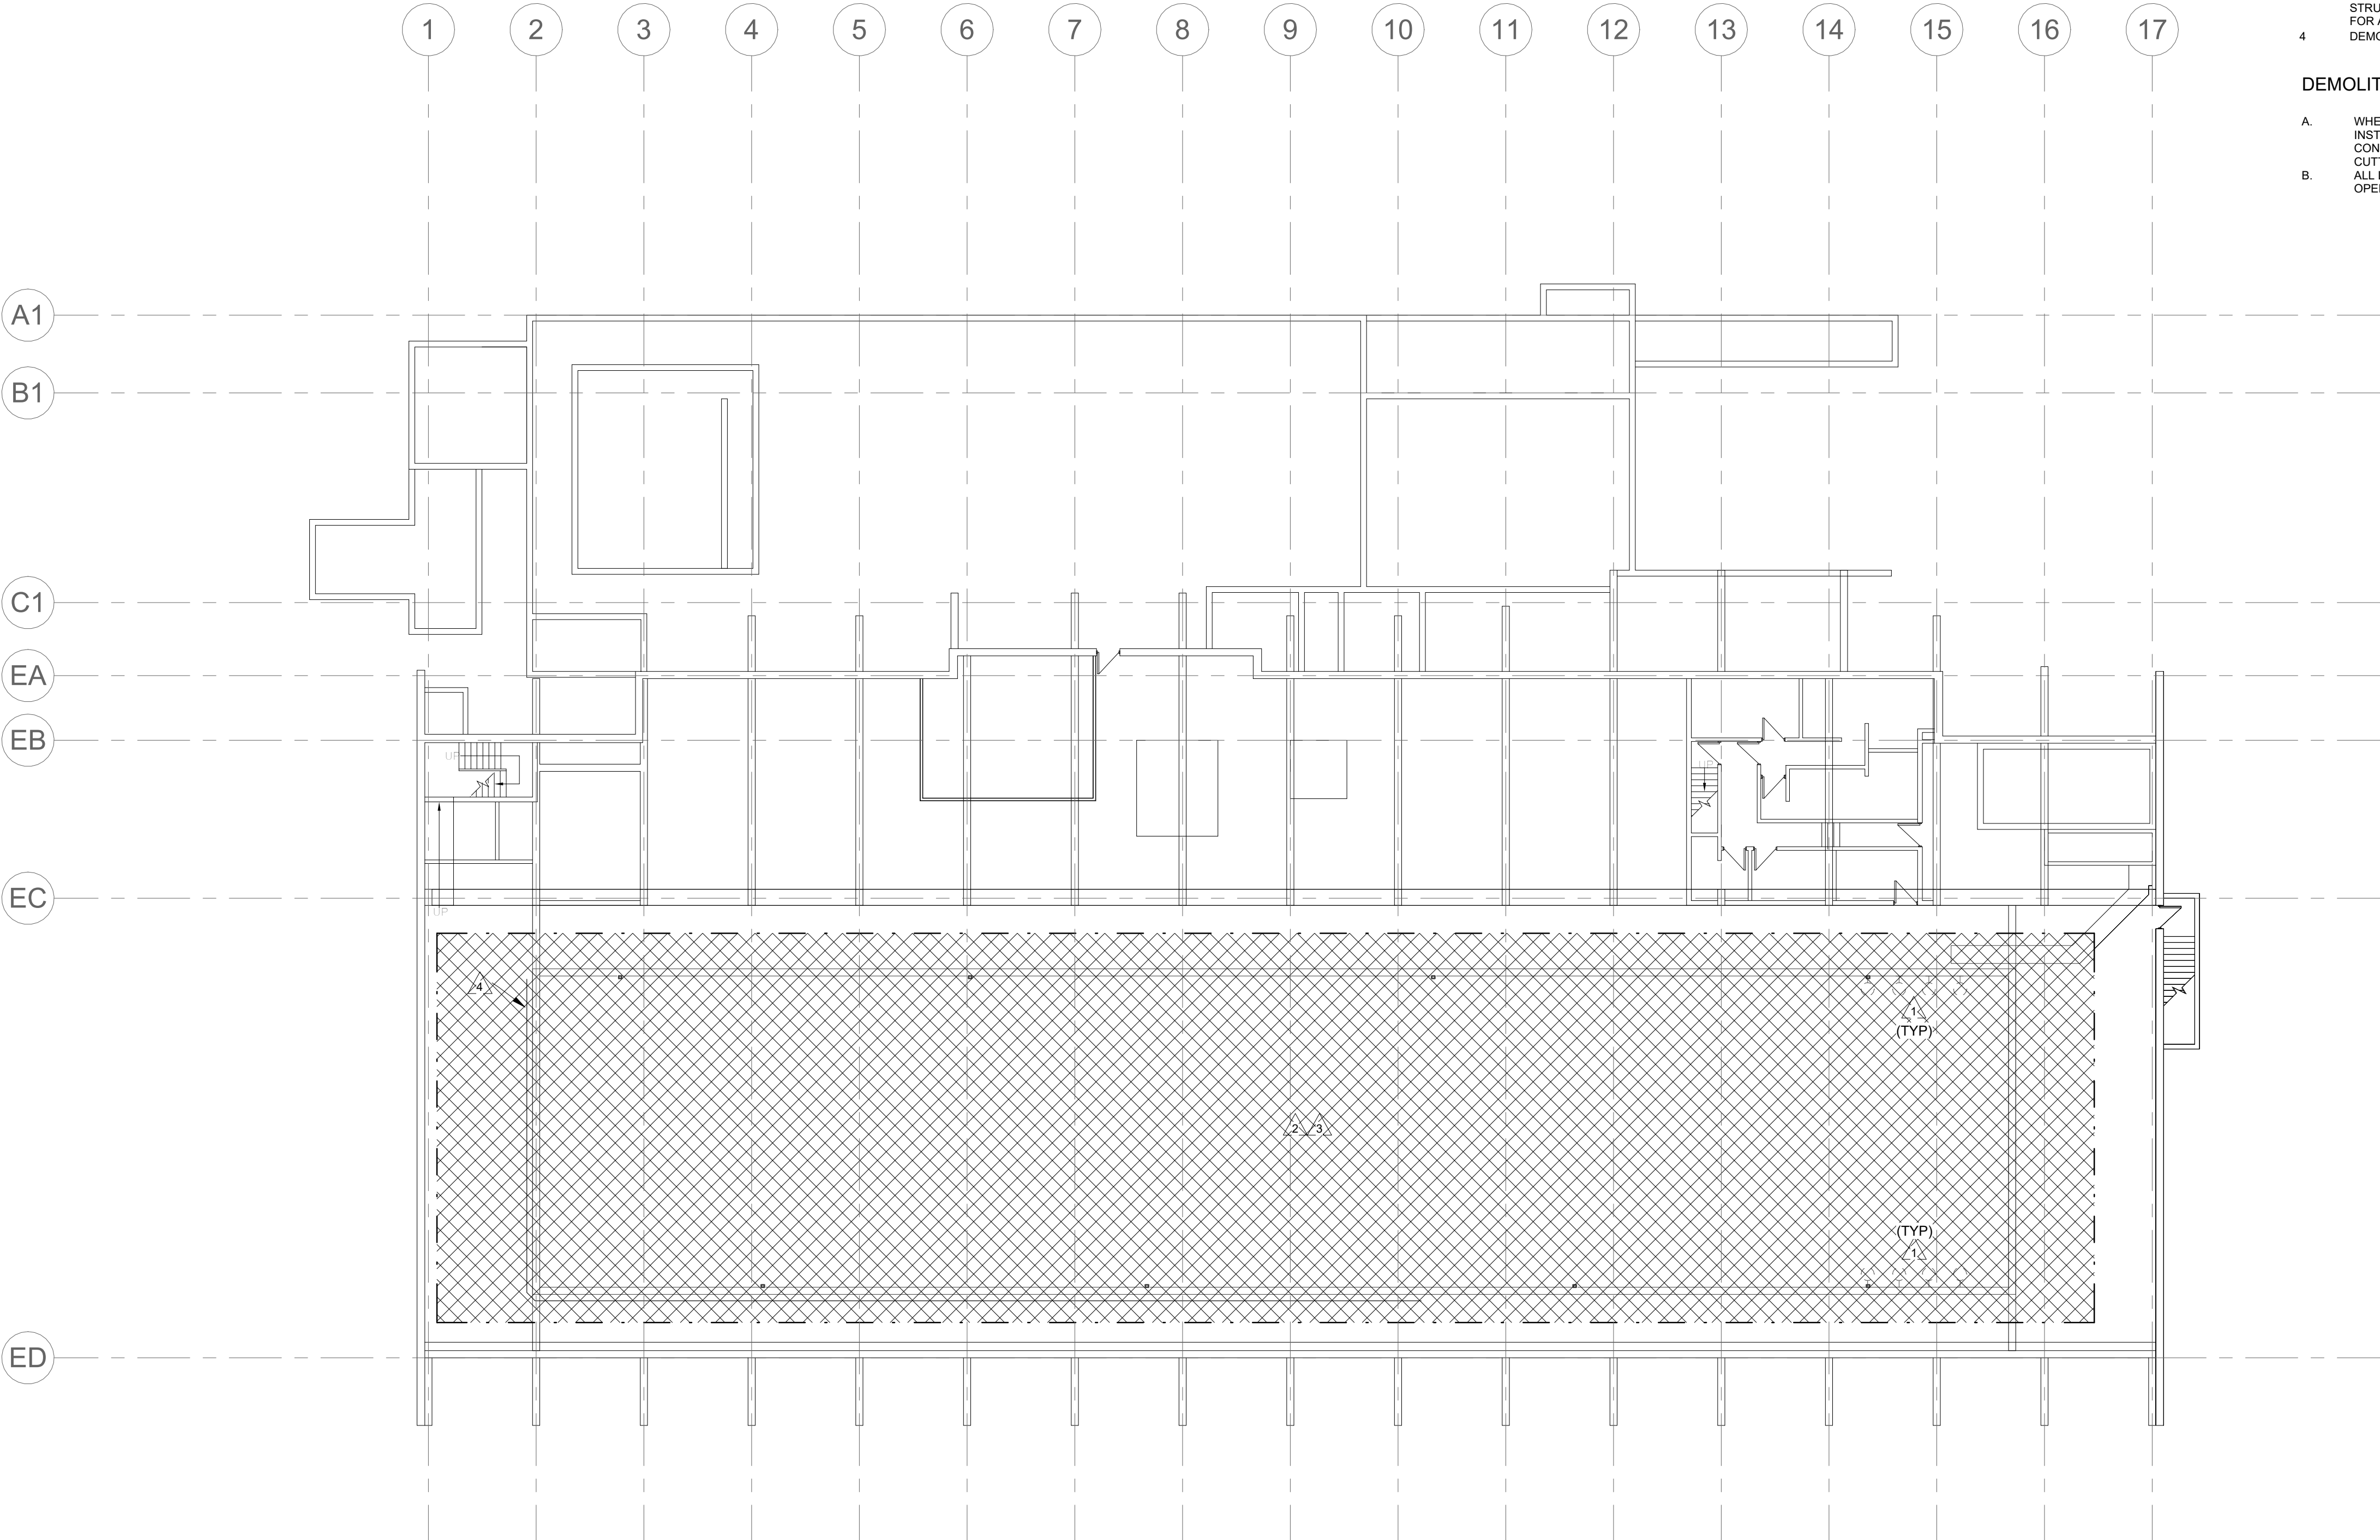 1 2 3 4 5 6 7 8 9 10 11 12 13 14 15 16 17
STRU
FOR A
4 DEMO
DEMOLIT
A. WHE
INST
CON
CUT
B. ALL
OPE
A1
B1
C1
EA
EB
UP
UP
EC
UP
4
1
(TYP)
2 3
(TYP)
1
ED